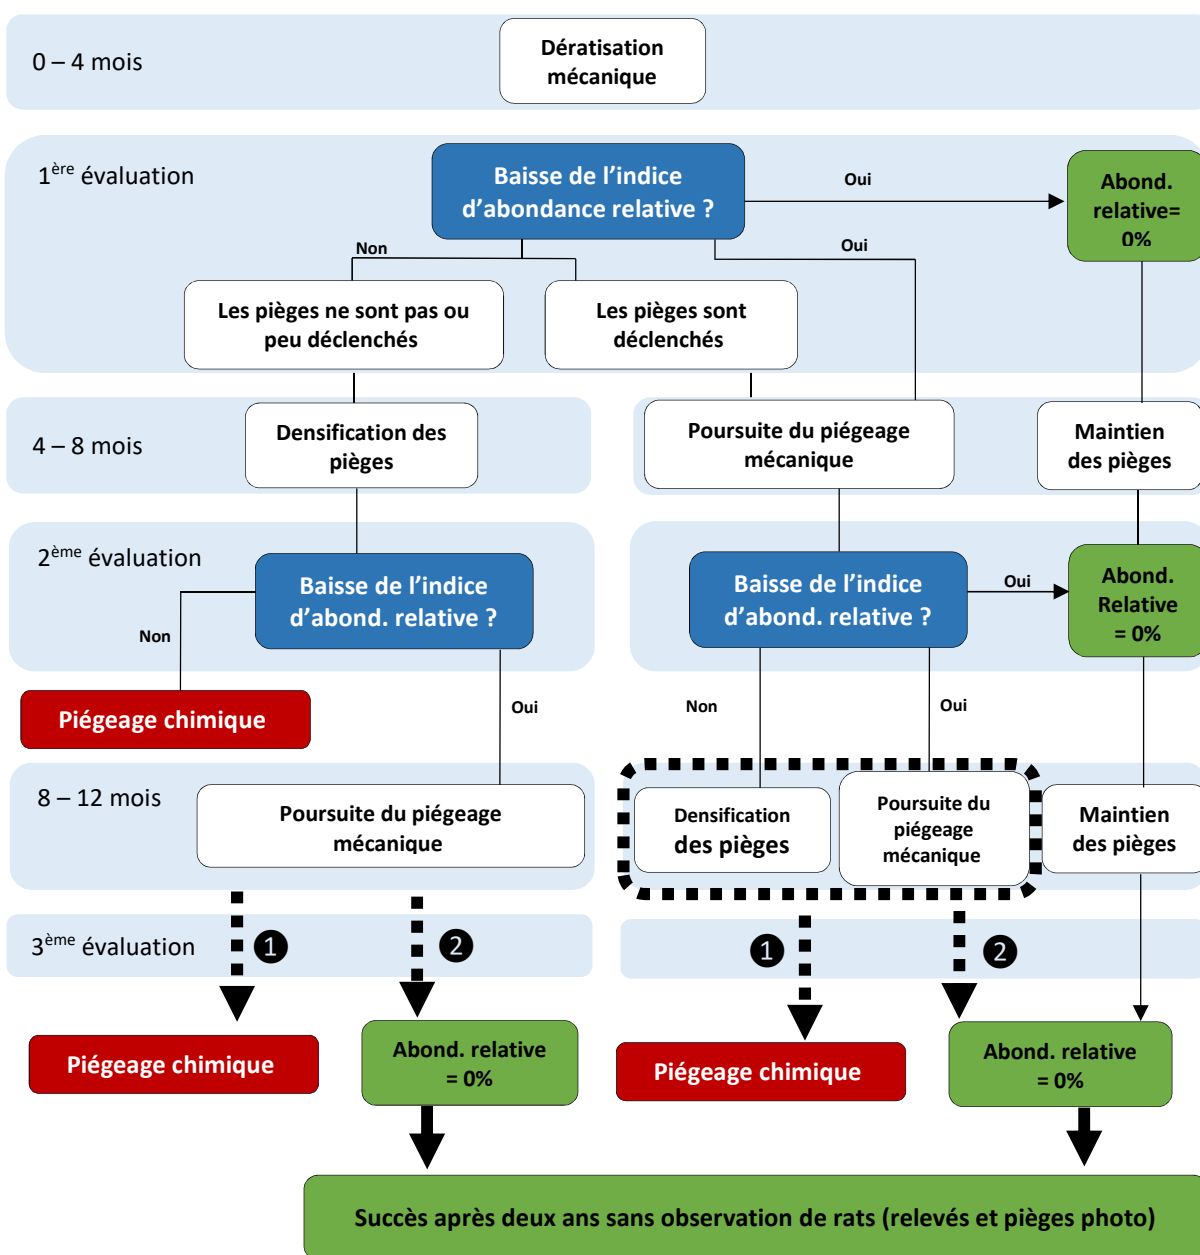 0 – 4 mois
Dératisation
mécanique
1ère évaluation
Baisse de l'indice
d'abondance relative ?
Oui
Abond.
relative=
0%
Non
Oui
Les pièges ne sont pas ou
peu déclenchés
Les pièges sont
déclenchés
4 – 8 mois
Densification des
pièges
Poursuite du piégeage
mécanique
Maintien
des pièges
2ème évaluation
Baisse de l'indice
d'abond. relative ?
Non
Oui
Baisse de l'indice
d'abond. relative ?
Oui
Abond.
Relative
= 0%
Piégeage chimique
Non
Oui
8 – 12 mois
Poursuite du piégeage
mécanique
Densification
des pièges
Poursuite du
piégeage
mécanique
Maintien
des pièges
3ème évaluation
1
2
1
2
Piégeage chimique
Abond. relative
= 0%
Piégeage chimique
Abond. relative
= 0%
Succès après deux ans sans observation de rats (relevés et pièges photo)